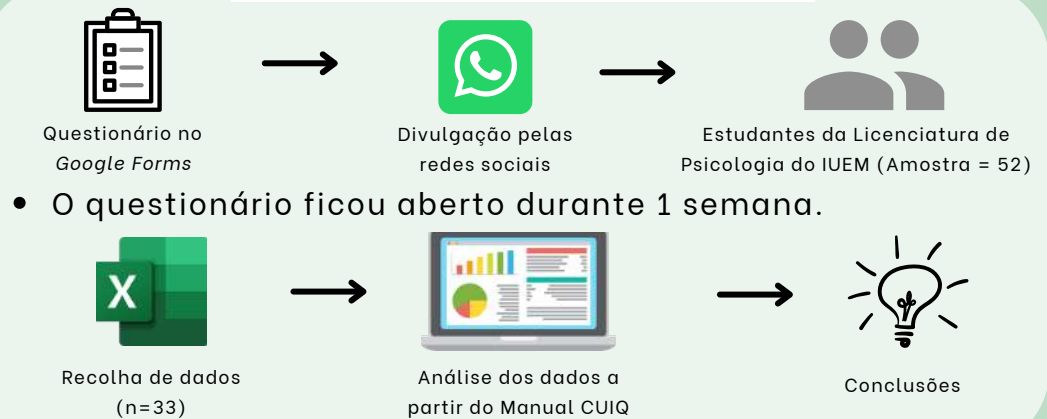 Questionário no
Google Forms
Divulgação pelas
redes sociais
Estudantes da Licenciatura de
Psicologia do IUEM (Amostra = 52)
• O questionário ficou aberto durante 1 semana.
X
Recolha de dados
(n=33)
Análise dos dados a
partir do Manual CUIQ
Conclusões